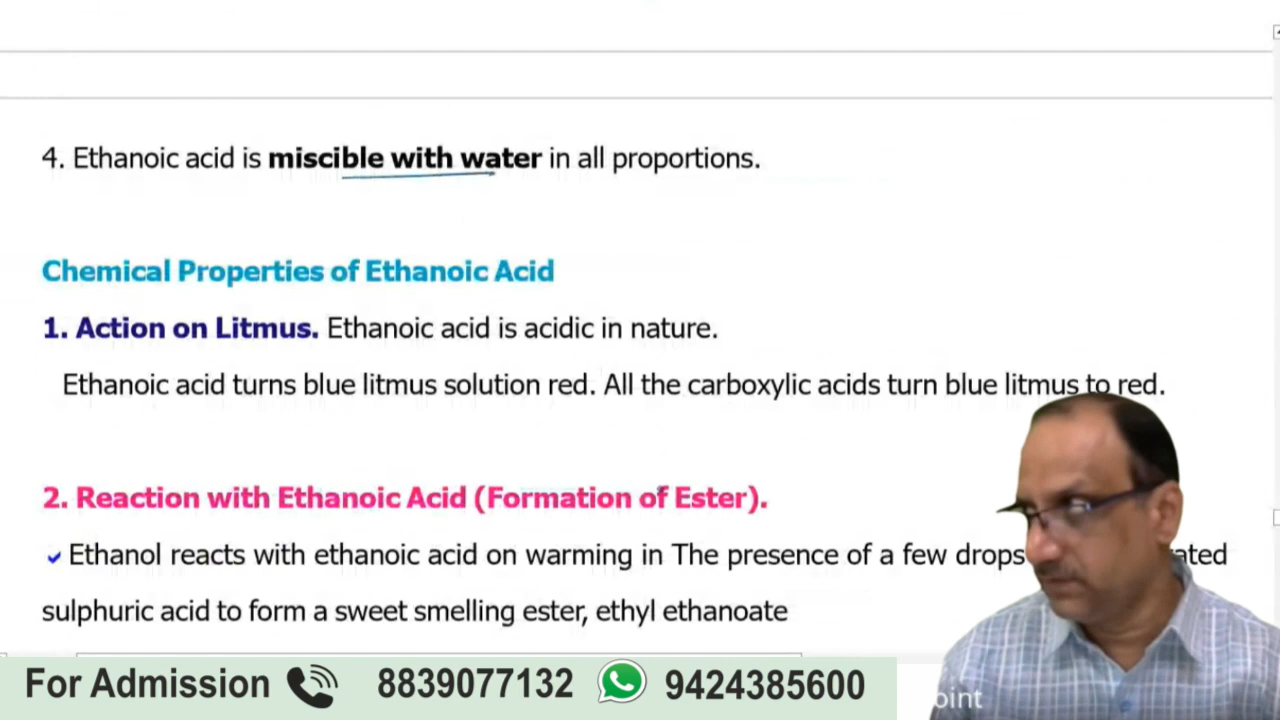 4. Ethanoic acid is miscible with water in all proportions.
Chemical Properties of Ethanoic Acid
1. Action on Litmus. Ethanoic acid is acidic in nature.
Ethanoic acid turns blue litmus solution red. All the carboxylic acids turn blue litmus to red.
2. Reaction with Ethanoic Acid (Formation of Ester).
Ethanol reacts with ethanoic acid on warming in The presence of a few drops
sulphuric acid to form a sweet smelling ester, ethyl ethanoate
For Admission 8839077132 9424385600